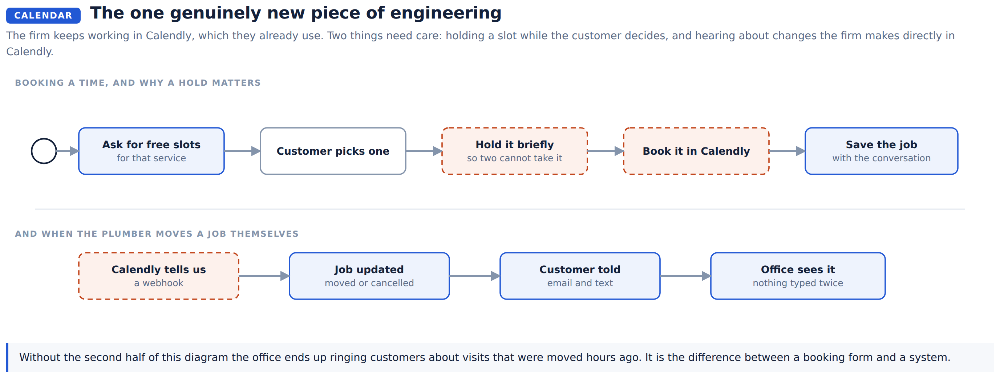 CALENDAR The one genuinely new piece of engineering
The firm keeps working in Calendly, which they already use. Two things need care: holding a slot while the customer decides, and hearing about changes the firm makes directly in
Calendly.
BOOKING A TIME, AND WHY A HOLD MATTERS
Ask for free slots
for that service
Customer picks one
Hold it briefly
so two cannot take it
Book it in Calendly
Save the job
with the conversation
AND WHEN THE PLUMBER MOVES A JOB THEMSELVES
Calendly tells us
a webhook
Job updated
moved or cancelled
Customer told
email and text
Office sees it
nothing typed twice
Without the second half of this diagram the office ends up ringing customers about visits that were moved hours ago. It is the difference between a booking form and a system.